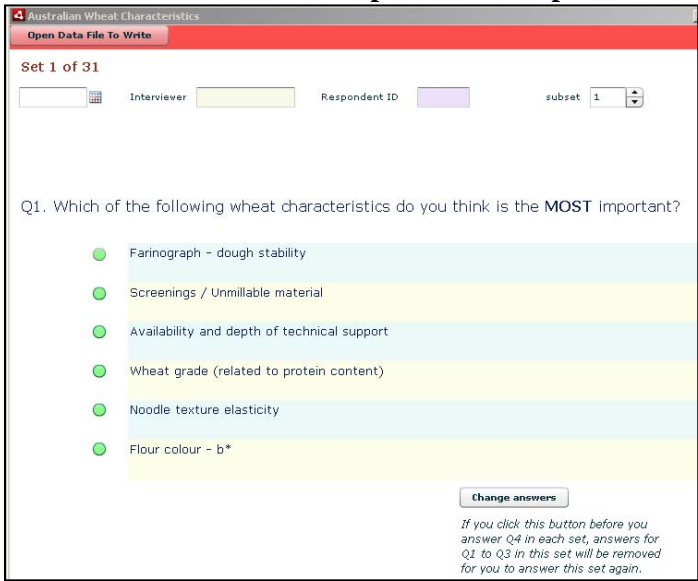 Australian Wheat Characteristics
Open Data File To Write
Set 1 of 31
Interviewer Respondent ID subset 1
Q1. Which of the following wheat characteristics do you think is the MOST important?
Farinograph - dough stability
Screenings / Unmillable material
Availability and depth of technical support
Wheat grade (related to protein content)
Noodle texture elasticity
Flour colour - b*
Change answers
If you click this button before you
answer Q4 in each set, answers for
Q1 to Q3 in this set will be removed
for you to answer this set again.